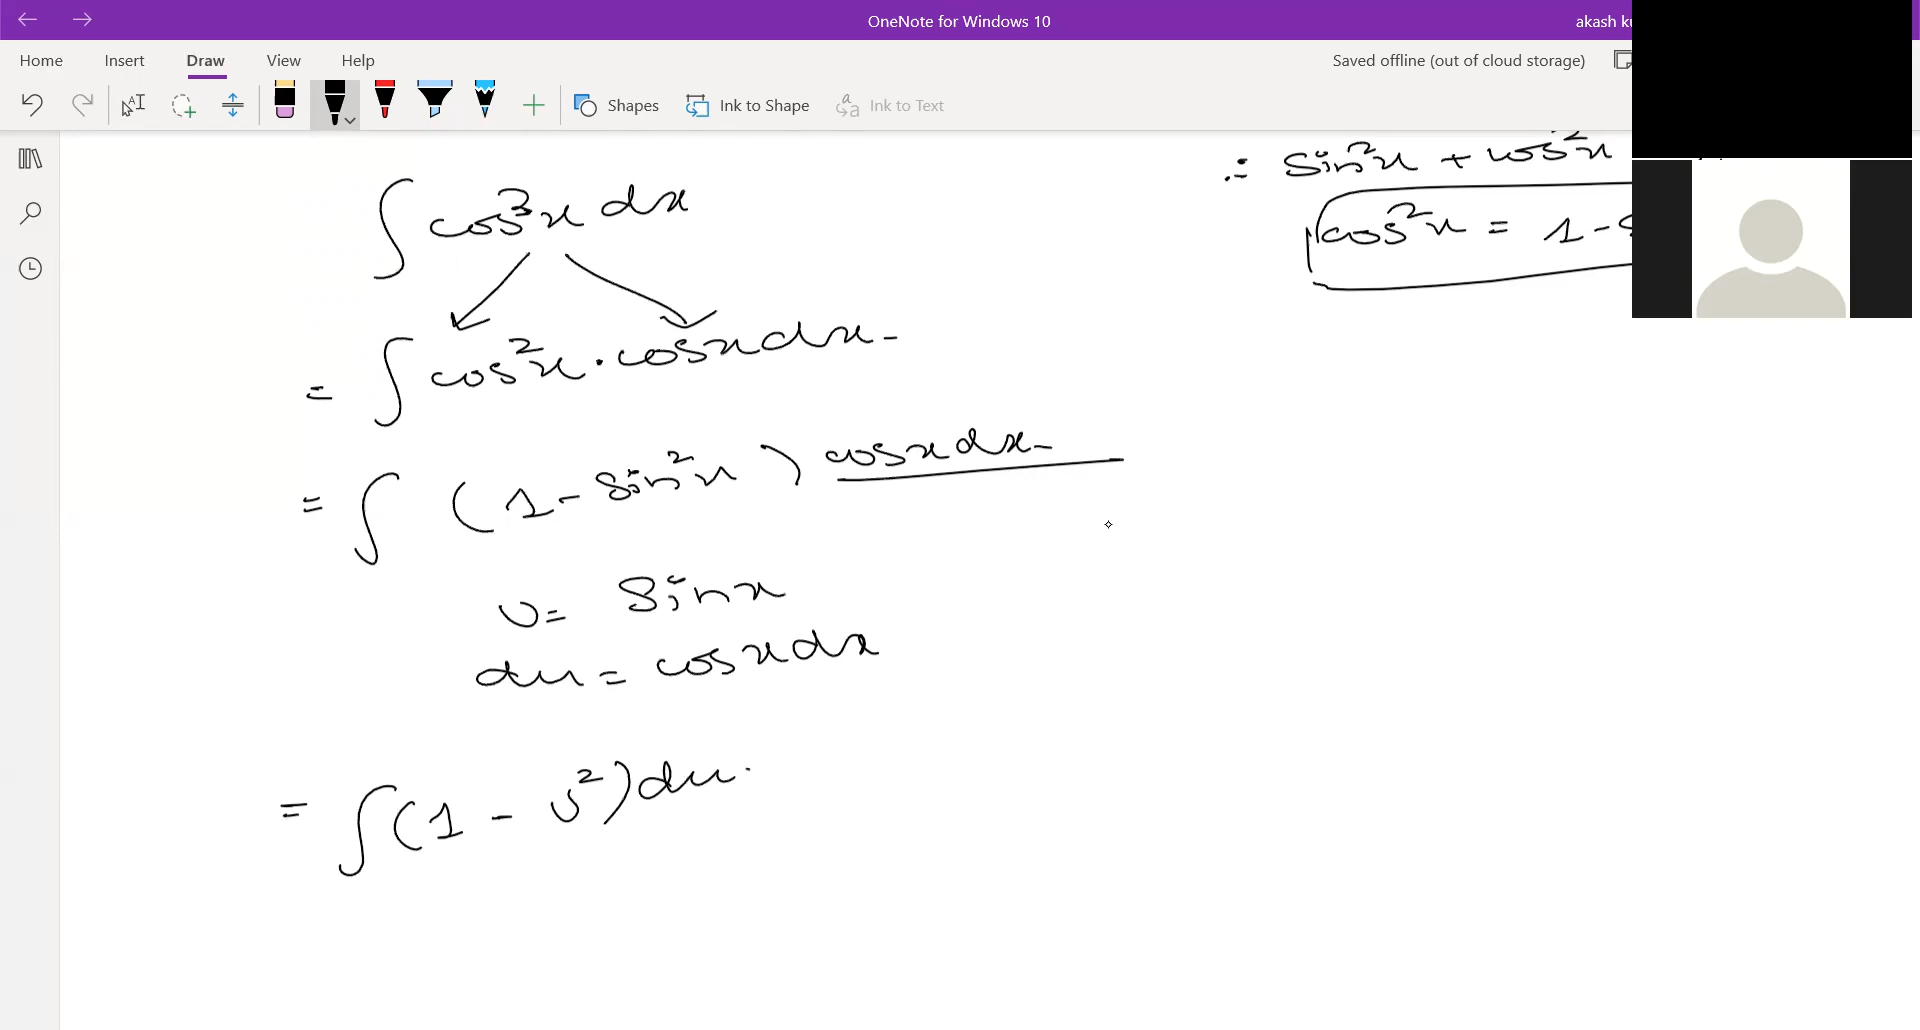 OneNote for Windows 10
akash
Home Insert Draw View Help
Saved offline (out of cloud storage)
Shapes Ink to Shape Ink to Text
∫ cos³x dx
= ∫ cos²x · cosx dx
= ∫ (1 - sin²x) cosx dx
u = sinx
du = cosx dx
= ∫(1 - u²) du.
∴ sin²x + cos²x
cos²x = 1 -